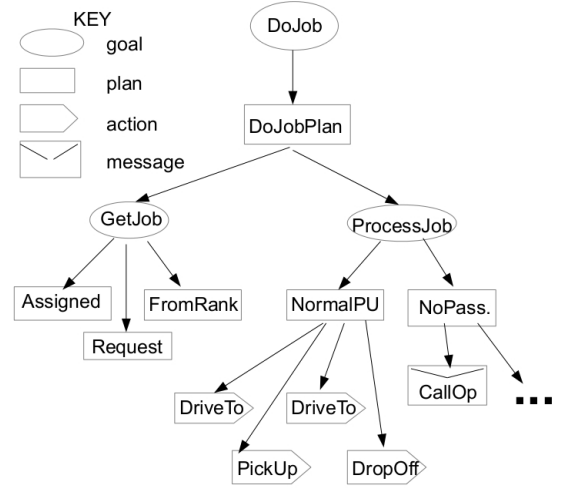 KEY
goal
plan
action
message
DoJob
DoJobPlan
GetJob
ProcessJob
Assigned
FromRank
Request
NormalPU
NoPass.
CallOp
...
DriveTo
DriveTo
PickUp
DropOff